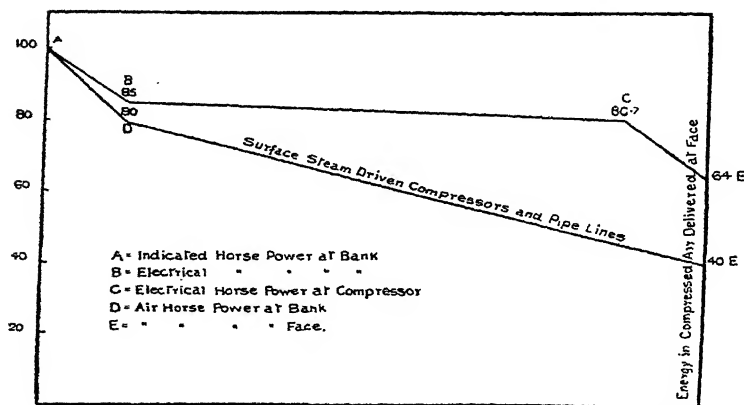 100
A
B
85
80
D
C
80.7
80
60
40
20
Surface Steam Driven Compressors and Pipe Lines
64 E
40 E
Energy in Compressed Air Delivered at Face
A= Indicated Horse Power at Bank
B= Electrical " " " "
C= Electrical Horse Power at Compressor
D= Air Horse Power at Bank
E= " " " " Face.